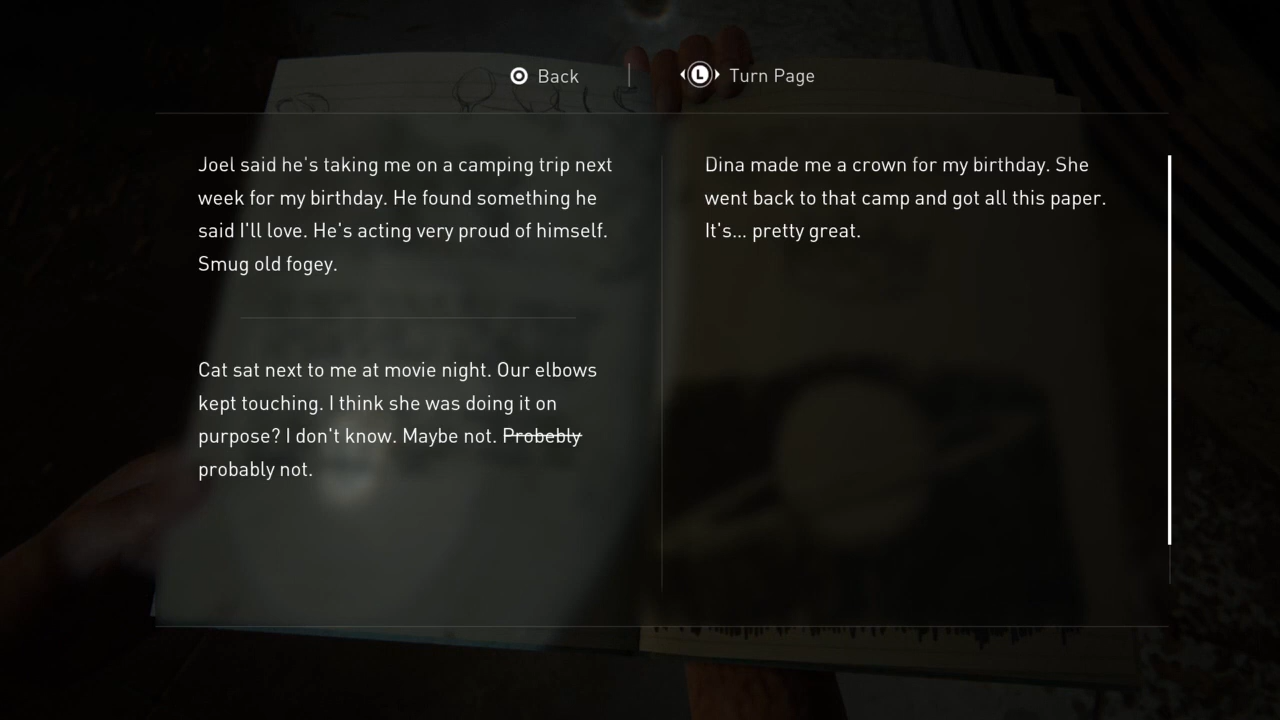 Back
L Turn Page
Joel said he's taking me on a camping trip next
week for my birthday. He found something he
said I'll love. He's acting very proud of himself.
Smug old fogey.
Cat sat next to me at movie night. Our elbows
kept touching. I think she was doing it on
purpose? I don't know. Maybe not. Probebly
probably not.
Dina made me a crown for my birthday. She
went back to that camp and got all this paper.
It's... pretty great.